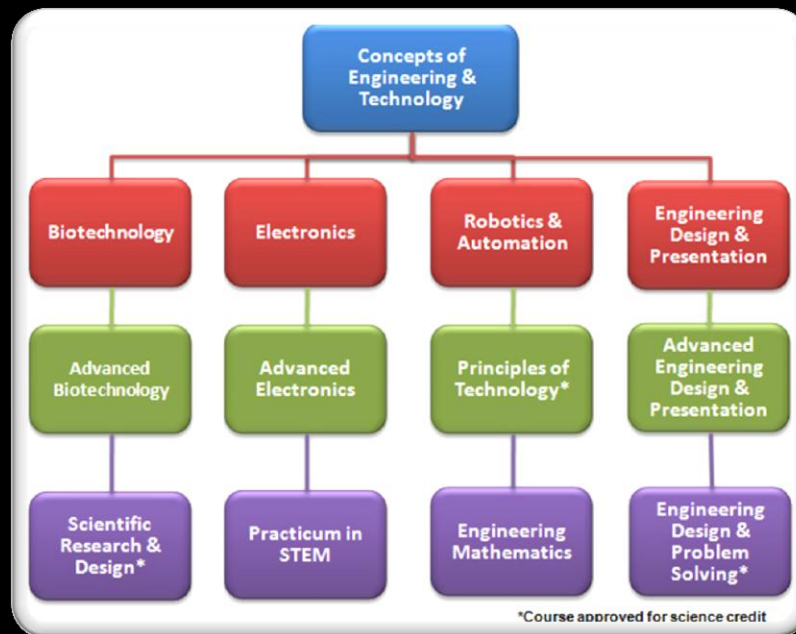 Concepts of
Engineering &
Technology
Biotechnology
Electronics
Robotics &
Automation
Engineering
Design &
Presentation
Advanced
Biotechnology
Advanced
Electronics
Principles of
Technology*
Advanced
Engineering
Design &
Presentation
Scientific
Research &
Design*
Practicum in
STEM
Engineering
Mathematics
Engineering
Design &
Problem
Solving*
*Course approved for science credit